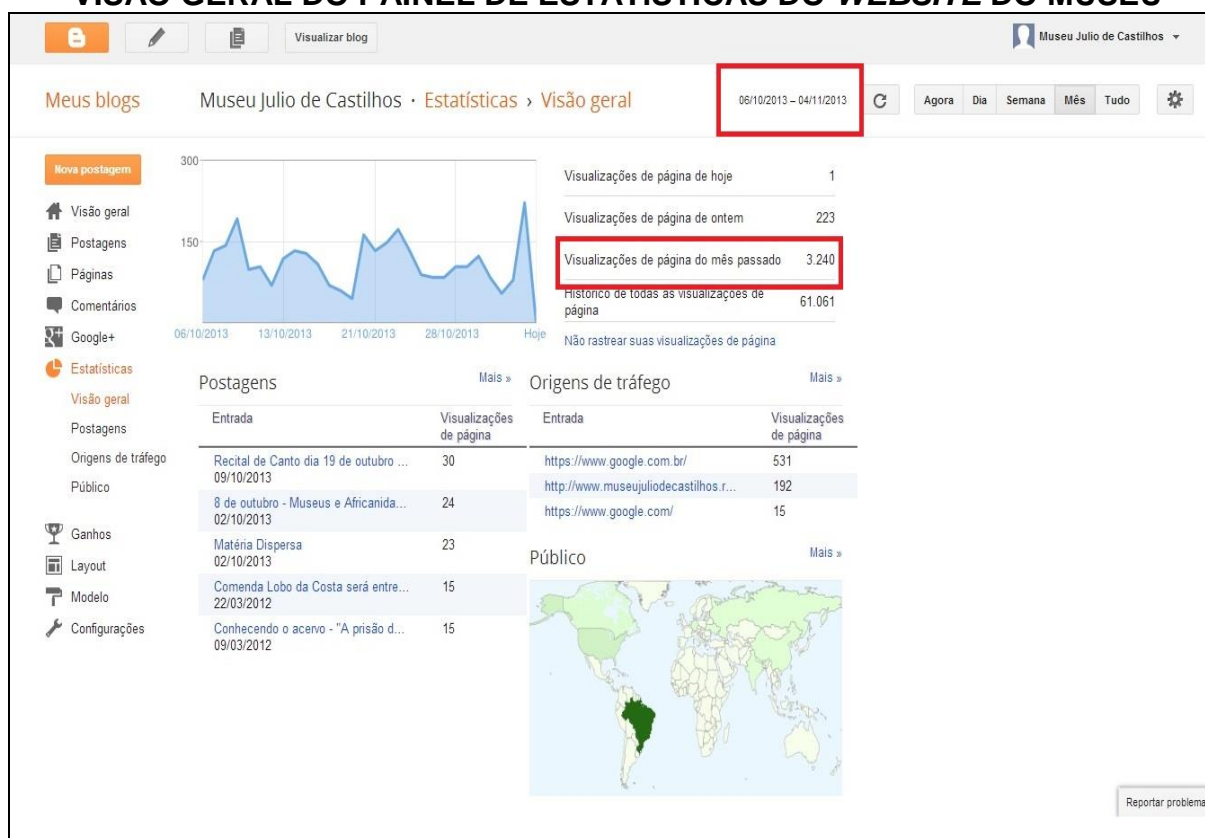 VISÃO GERAL DO PAINEL DE ESTATÍSTICAS DO WEBSITE DO MUSEU
Visualizar blog
Museu Julio de Castilhos
Meus blogs
Museu Julio de Castilhos · Estatísticas › Visão geral
06/10/2013 – 04/11/2013
Agora Dia Semana Mês Tudo
Nova postagem
Visão geral
Postagens
Páginas
Comentários
Google+
Estatísticas
Visão geral
Postagens
Origens de tráfego
Público
Ganhos
Layout
Modelo
Configurações
300
150
06/10/2013 13/10/2013 21/10/2013 28/10/2013 Hoje
Visualizações de página de hoje 1
Visualizações de página de ontem 223
Visualizações de página do mês passado 3.240
Histórico de todas as visualizações de
página 61.061
Não rastrear suas visualizações de página
Postagens Mais »
Entrada Visualizações
de página
Recital de Canto dia 19 de outubro ... 30
09/10/2013
8 de outubro - Museus e Africanida... 24
02/10/2013
Matéria Dispersa 23
02/10/2013
Comenda Lobo da Costa será entre... 15
22/03/2012
Conhecendo o acervo - "A prisão d... 15
09/03/2012
Origens de tráfego Mais »
Entrada Visualizações
de página
https://www.google.com.br/ 531
http://www.museujuliodecastilhos.r... 192
https://www.google.com/ 15
Público Mais »
Reportar problema